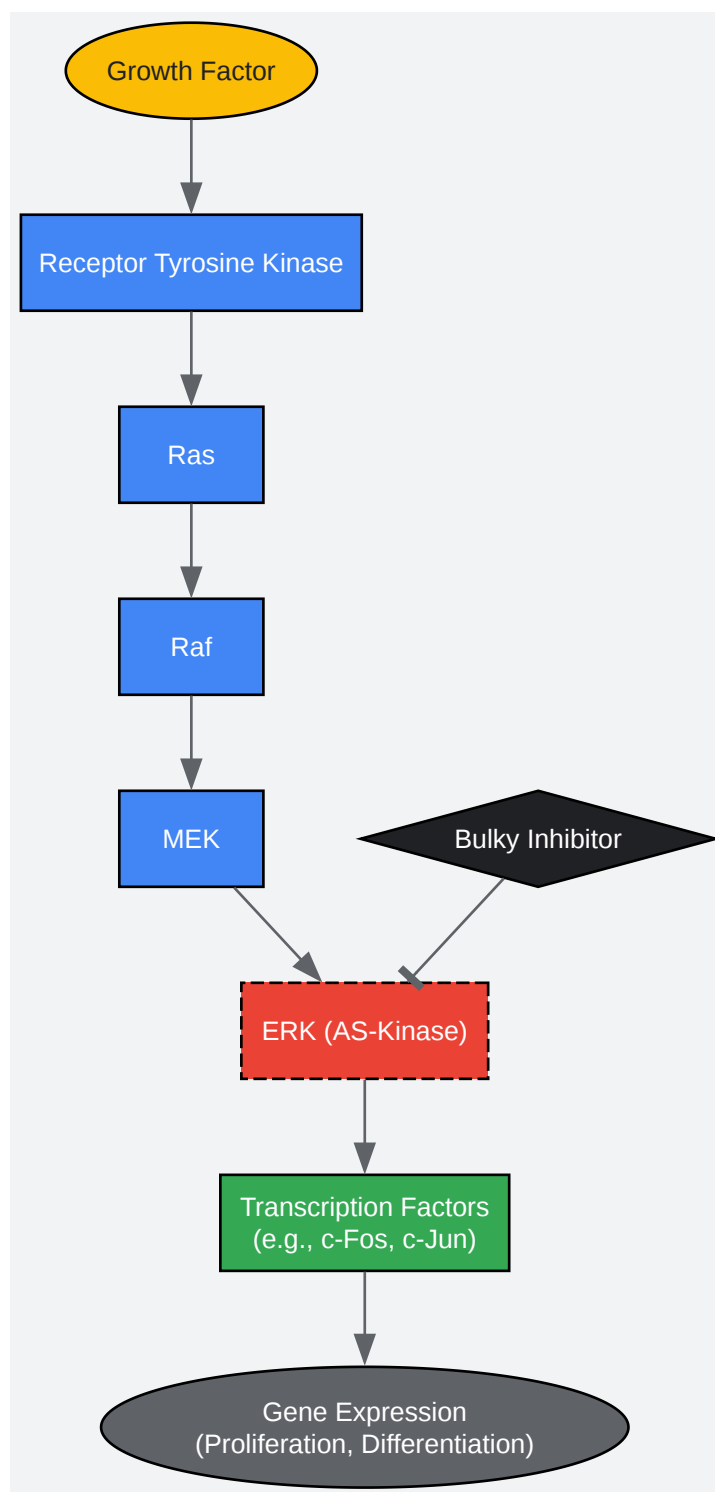 Growth Factor
Receptor Tyrosine Kinase
Ras
Raf
MEK
Bulky Inhibitor
ERK (AS-Kinase)
Transcription Factors
(e.g., c-Fos, c-Jun)
Gene Expression
(Proliferation, Differentiation)